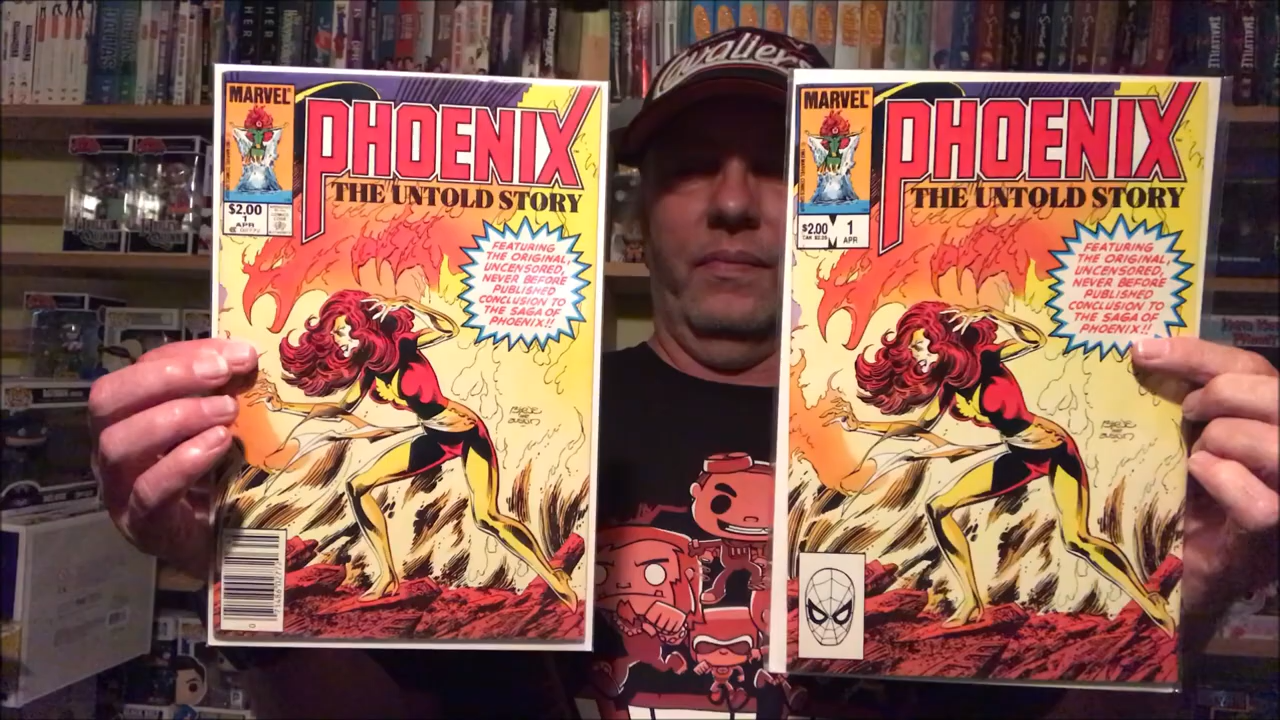 Cavaliers
MARVEL
PHOENIX
THE UNTOLD STORY
$2.00
1
APR
FEATURING
THE ORIGINAL,
UNCENSORED,
NEVER BEFORE
PUBLISHED
CONCLUSION TO
THE SAGA OF
PHOENIX!!
MARVEL
PHOENIX
THE UNTOLD STORY
$2.00 1
APR
FEATURING
THE ORIGINAL,
UNCENSORED,
NEVER BEFORE
PUBLISHED
CONCLUSION TO
THE SAGA OF
PHOENIX!!